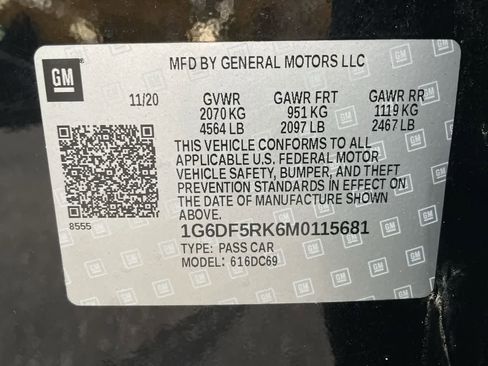 GM
MFD BY GENERAL MOTORS LLC
GM
11/20 GVWR GAWR FRT GAWR RR
2070 KG 951 KG 1119 KG
4564 LB 2097 LB 2467 LB
THIS VEHICLE CONFORMS TO ALL
APPLICABLE U.S. FEDERAL MOTOR
VEHICLE SAFETY, BUMPER, AND THEFT
PREVENTION STANDARDS IN EFFECT ON
THE DATE OF MANUFACTURE SHOWN
ABOVE.
8555
1G6DF5RK6M0115681
TYPE: PASS CAR
MODEL: 616DC69